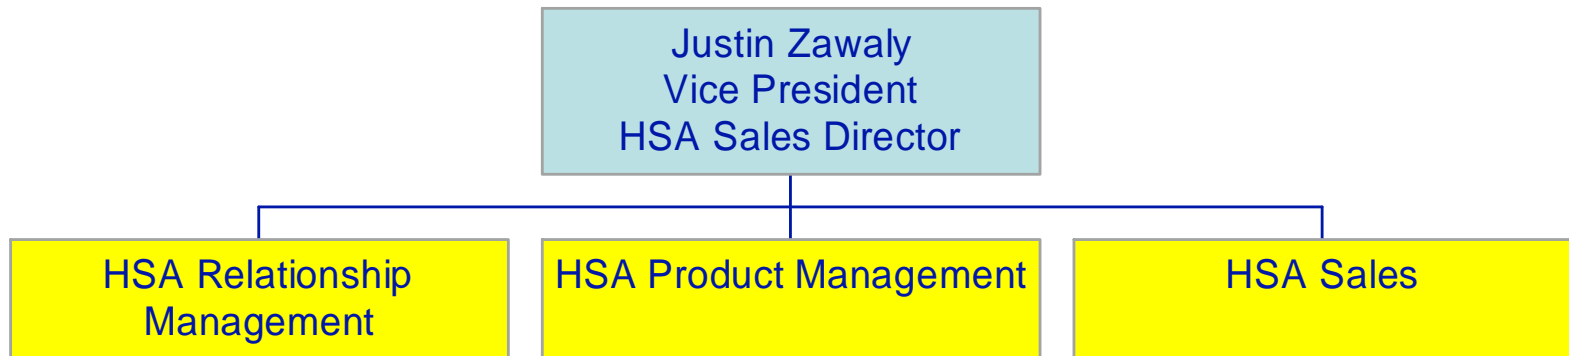 Justin Zawaly
Vice President
HSA Sales Director
HSA Relationship
Management
HSA Product Management
HSA Sales